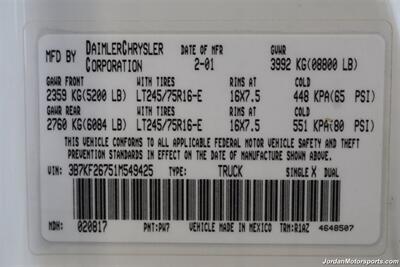 MFD BY DAIMLERCHRYSLER CORPORATION DATE OF MFR 2-01 GVWR 3992 KG(08800 LB)
GAWR FRONT WITH TIRES RIMS AT COLD
2359 KG(5200 LB) LT245/75R16-E 16X7.5 448 KPA(65 PSI)
GAWR REAR WITH TIRES RIMS AT COLD
2760 KG(6084 LB) LT245/75R16-E 16X7.5 551 KPA(80 PSI)
THIS VEHICLE CONFORMS TO ALL APPLICABLE FEDERAL MOTOR VEHICLE SAFETY AND THEFT
PREVENTION STANDARDS IN EFFECT ON THE DATE OF MANUFACTURE SHOWN ABOVE.
VIN: 3B7KF26751M549425 TYPE: TRUCK SINGLE X DUAL
MDH: 020817 PNT: PW7 VEHICLE MADE IN MEXICO TRM: R1AZ 4648507
www.JordanMotorsports.com